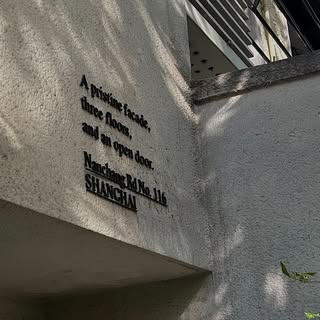 A pristine facade,
three floors,
and an open door.
Nanchang Rd No. 116
SHANGHAI